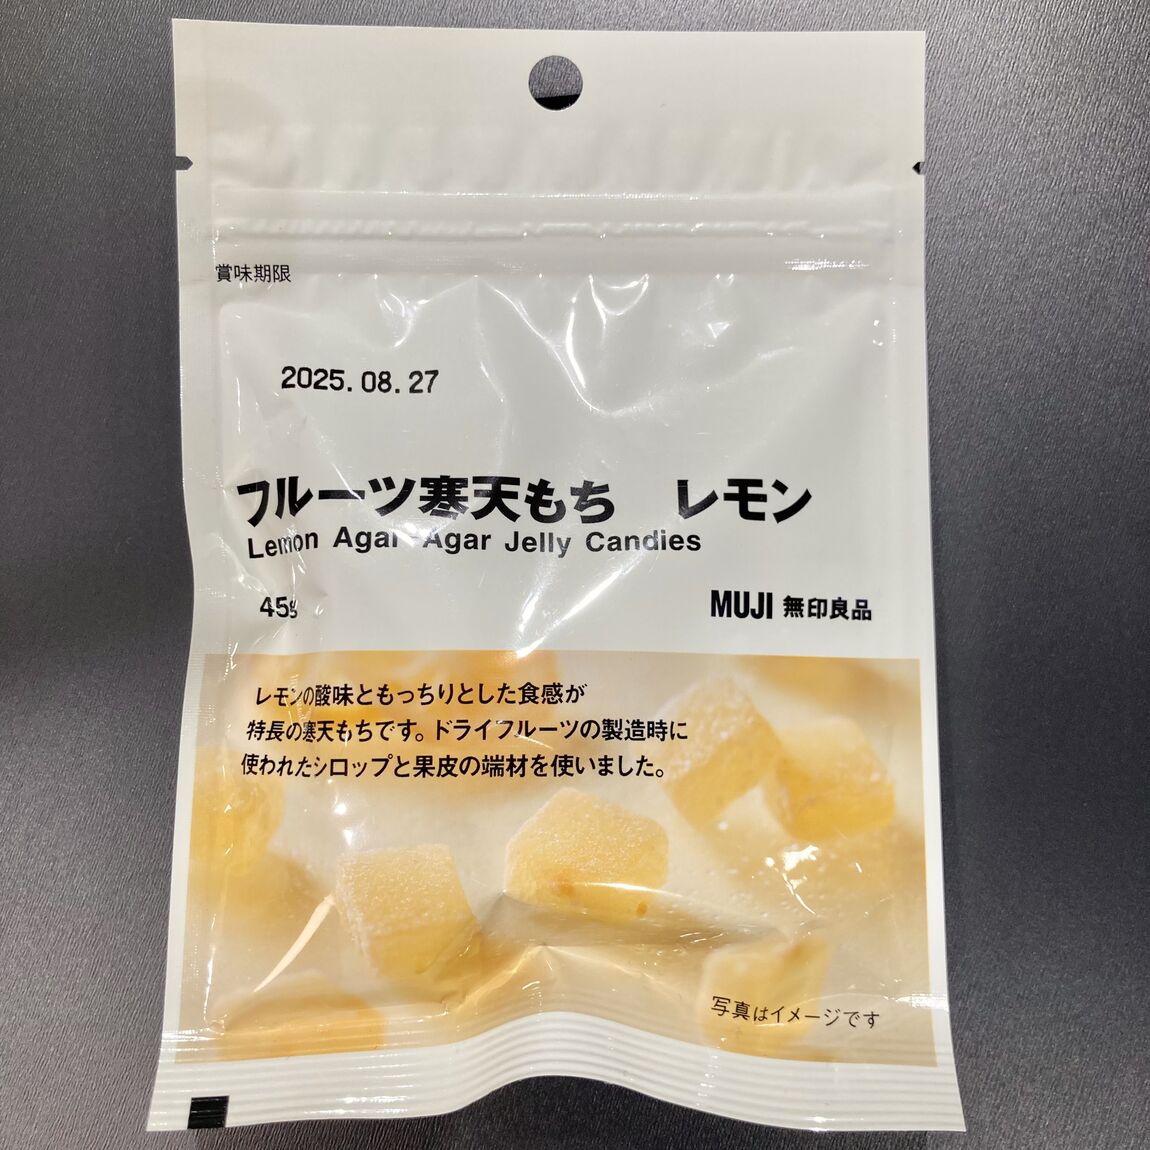 賞味期限
2025.08.27
フルーツ寒天もち レモン
Lemon Agar-Agar Jelly Candies
45g
MUJI 無印良品
レモンの酸味ともっちりとした食感が
特長の寒天もちです。ドライフルーツの製造時に
使われたシロップと果皮の端材を使いました。
写真はイメージです